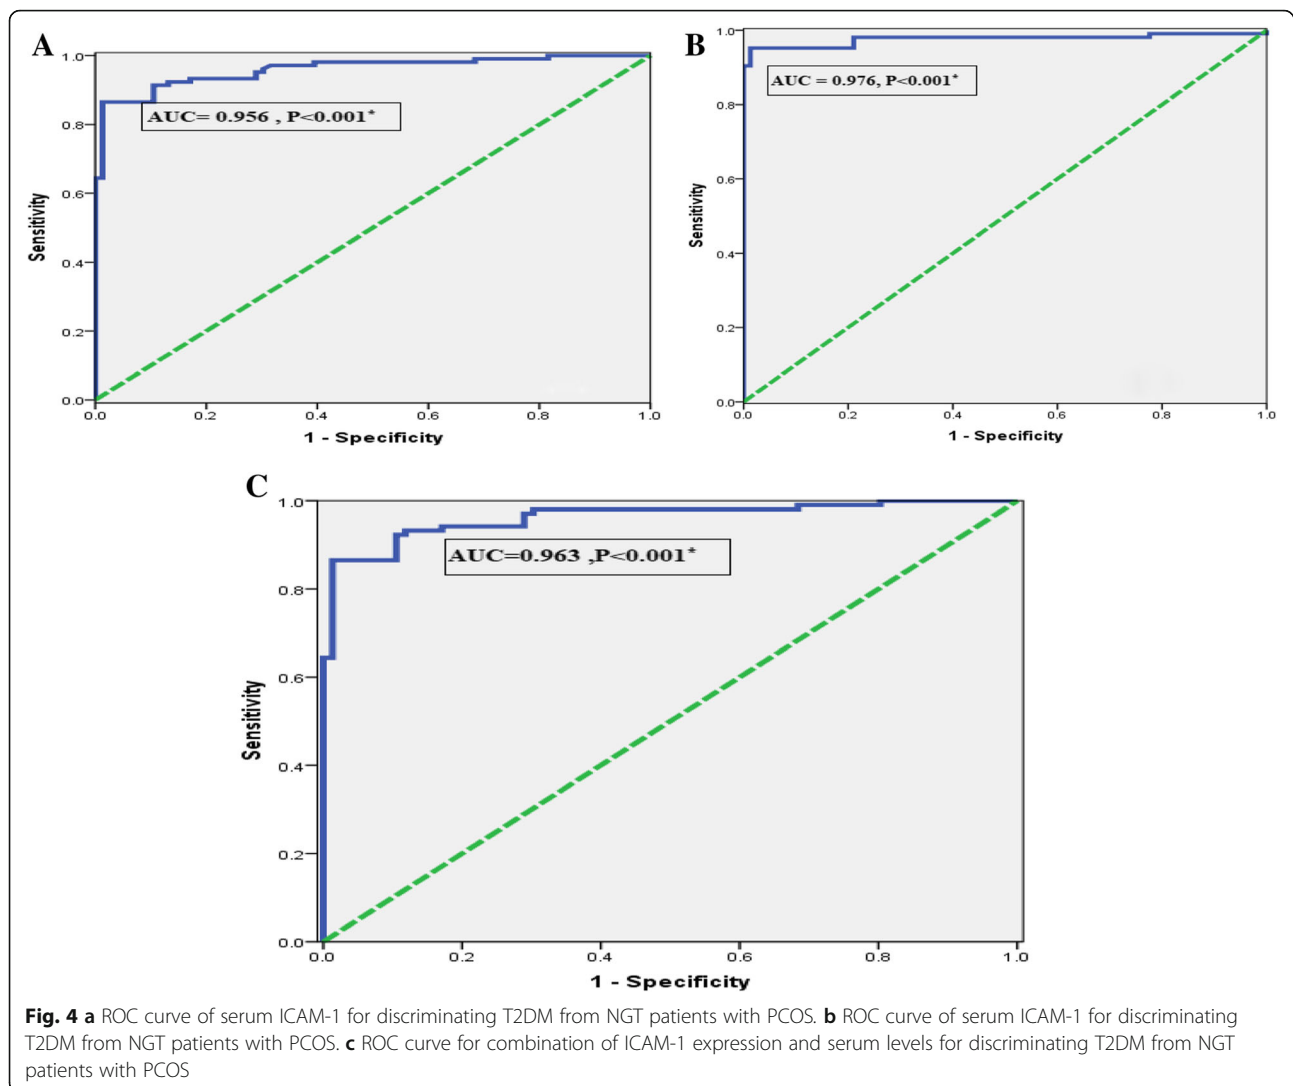 A
1.0
0.8
0.6
0.4
0.2
0.0
Sensitivity
AUC= 0.956 , P<0.001*
0.0 0.2 0.4 0.6 0.8 1.0
1 - Specificity
B
1.0
0.8
0.6
0.4
0.2
0.0
Sensitivity
AUC = 0.976, P<0.001*
0.0 0.2 0.4 0.6 0.8 1.0
1 - Specificity
C
1.0
0.8
0.6
0.4
0.2
0.0
Sensitivity
AUC=0.963 ,P<0.001*
0.0 0.2 0.4 0.6 0.8 1.0
1 - Specificity
Fig. 4 a ROC curve of serum ICAM-1 for discriminating T2DM from NGT patients with PCOS. b ROC curve of serum ICAM-1 for discriminating
T2DM from NGT patients with PCOS. c ROC curve for combination of ICAM-1 expression and serum levels for discriminating T2DM from NGT
patients with PCOS